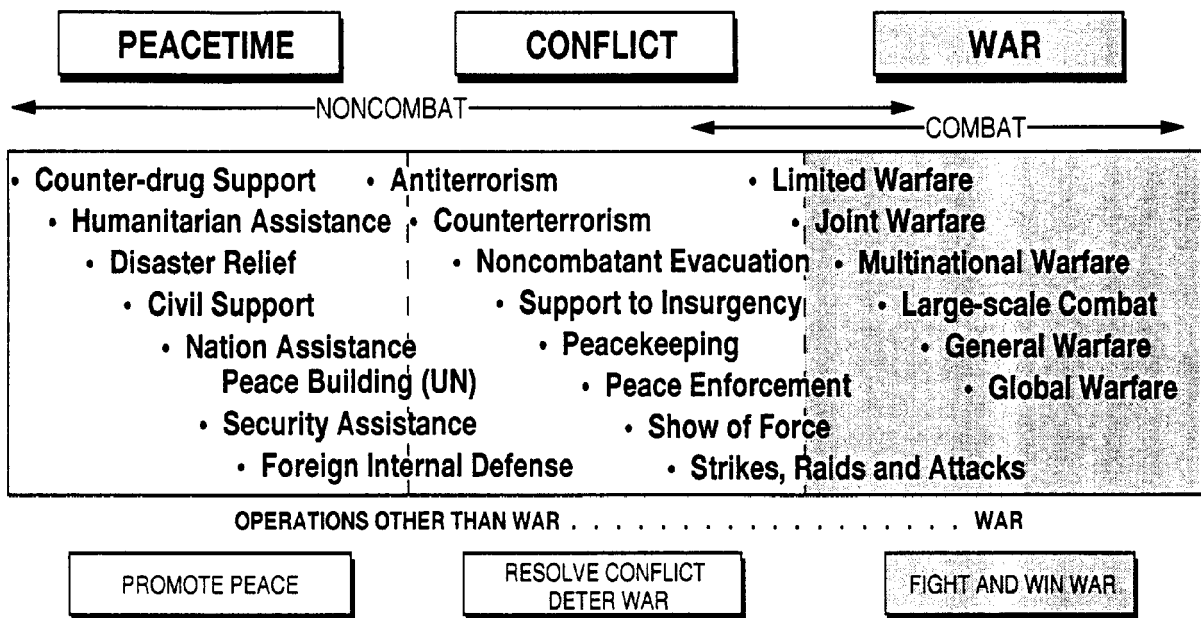 PEACETIME
CONFLICT
WAR
NONCOMBAT
COMBAT
• Counter-drug Support
• Humanitarian Assistance
• Disaster Relief
• Civil Support
• Nation Assistance
Peace Building (UN)
• Security Assistance
• Foreign Internal Defense
• Antiterrorism
• Counterterrorism
• Noncombatant Evacuation
• Support to Insurgency
• Peacekeeping
• Peace Enforcement
• Show of Force
• Strikes, Raids and Attacks
• Limited Warfare
• Joint Warfare
• Multinational Warfare
• Large-scale Combat
• General Warfare
• Global Warfare
OPERATIONS OTHER THAN WAR . . . . . . . . . . . . . . . . . . . WAR
PROMOTE PEACE
RESOLVE CONFLICT
DETER WAR
FIGHT AND WIN WAR